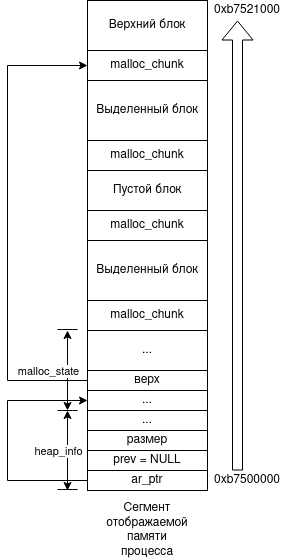 0xb7521000
Верхний блок
malloc_chunk
Выделенный блок
malloc_chunk
Пустой блок
malloc_chunk
Выделенный блок
malloc_chunk
...
malloc_state
верх
...
...
heap_info
размер
prev = NULL
ar_ptr
0xb7500000
Сегмент
отображаемой
памяти
процесса